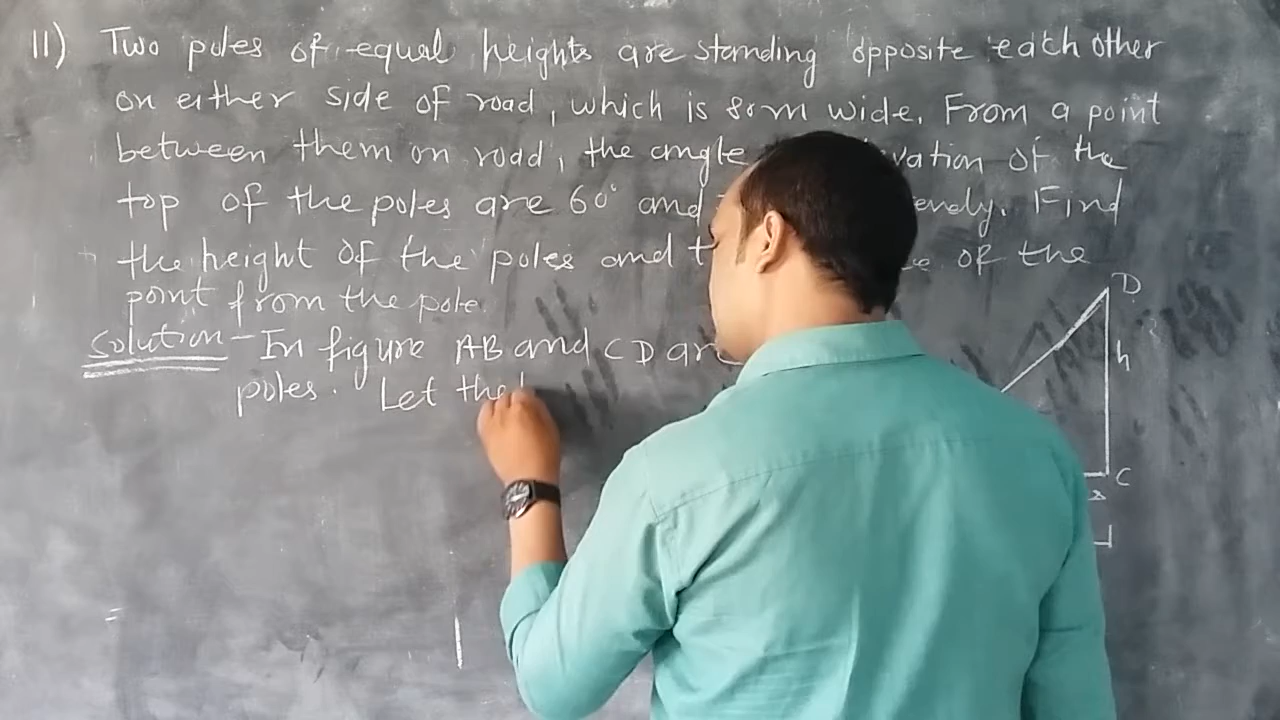 11) Two poles of equal heights are standing opposite each other
on either side of road, which is 80m wide. From a point
between them on road, the angle vation of the
top of the poles are 60° and endy. Find
the height of the poles and t of the
point from the pole.
Solution - In figure AB and CD are
poles. Let the
D
h
C